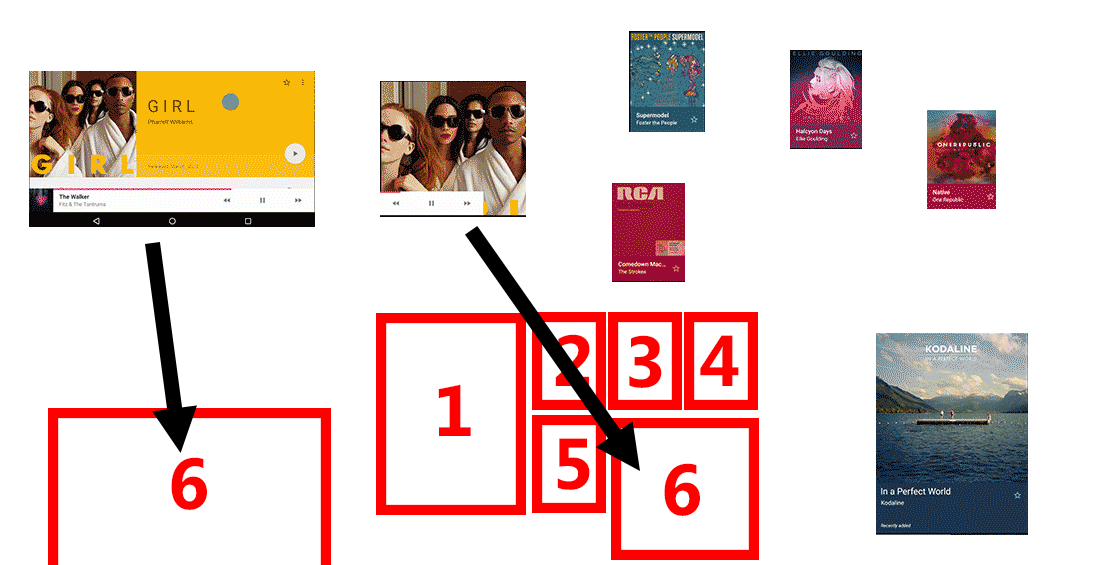 GIRL
Pharrell Williams
GIRL
The Walker
Fitz & The Tantrums
FOSTER THE PEOPLE SUPERMODEL
Supermodel
Foster the People
ELLIE GOULDING
Halcyon Days
Ellie Goulding
ONEREPUBLIC
Native
One Republic
RCA
Comedown Mac...
The Strokes
KODALINE
IN A PERFECT WORLD
In a Perfect World
Kodaline
Recently added
1
2
3
4
5
6
6